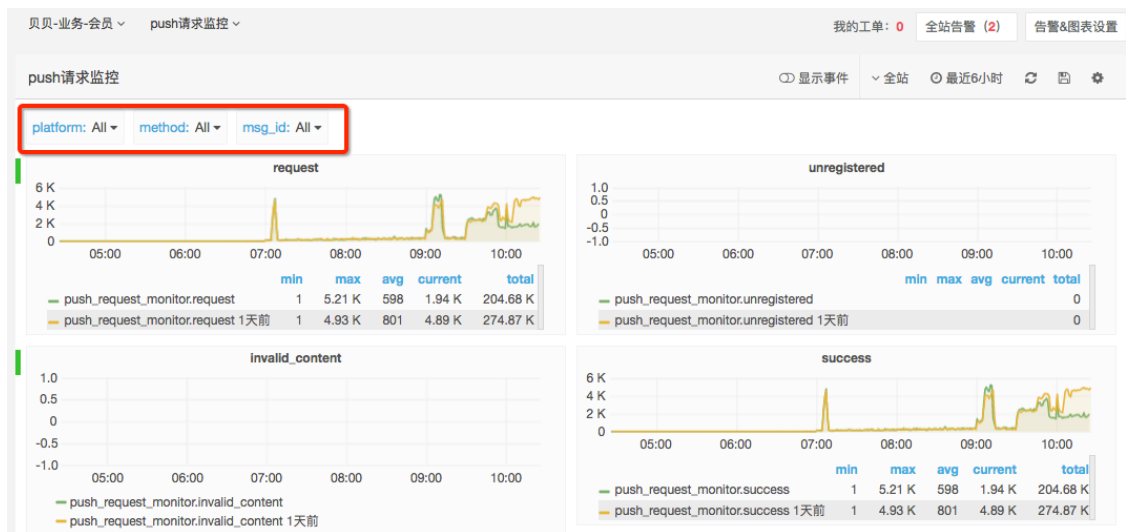 贝贝-业务-会员 push请求监控 我的工单：0 全站告警（2） 告警&图表设置
push请求监控 显示事件 全站 最近6小时
platform: All method: All msg_id: All
request
6 K
4 K
2 K
0
05:00 06:00 07:00 08:00 09:00 10:00
min max avg current total
push_request_monitor.request 1 5.21 K 598 1.94 K 204.68 K
push_request_monitor.request 1天前 1 4.93 K 801 4.89 K 274.87 K
unregistered
1.0
0.5
0
-0.5
-1.0
05:00 06:00 07:00 08:00 09:00 10:00
min max avg current total
push_request_monitor.unregistered 0
push_request_monitor.unregistered 1天前 0
invalid_content
1.0
0.5
0
-0.5
-1.0
05:00 06:00 07:00 08:00 09:00 10:00
push_request_monitor.invalid_content
push_request_monitor.invalid_content 1天前
success
6 K
4 K
2 K
0
05:00 06:00 07:00 08:00 09:00 10:00
min max avg current total
push_request_monitor.success 1 5.21 K 598 1.94 K 204.68 K
push_request_monitor.success 1天前 1 4.93 K 801 4.89 K 274.87 K